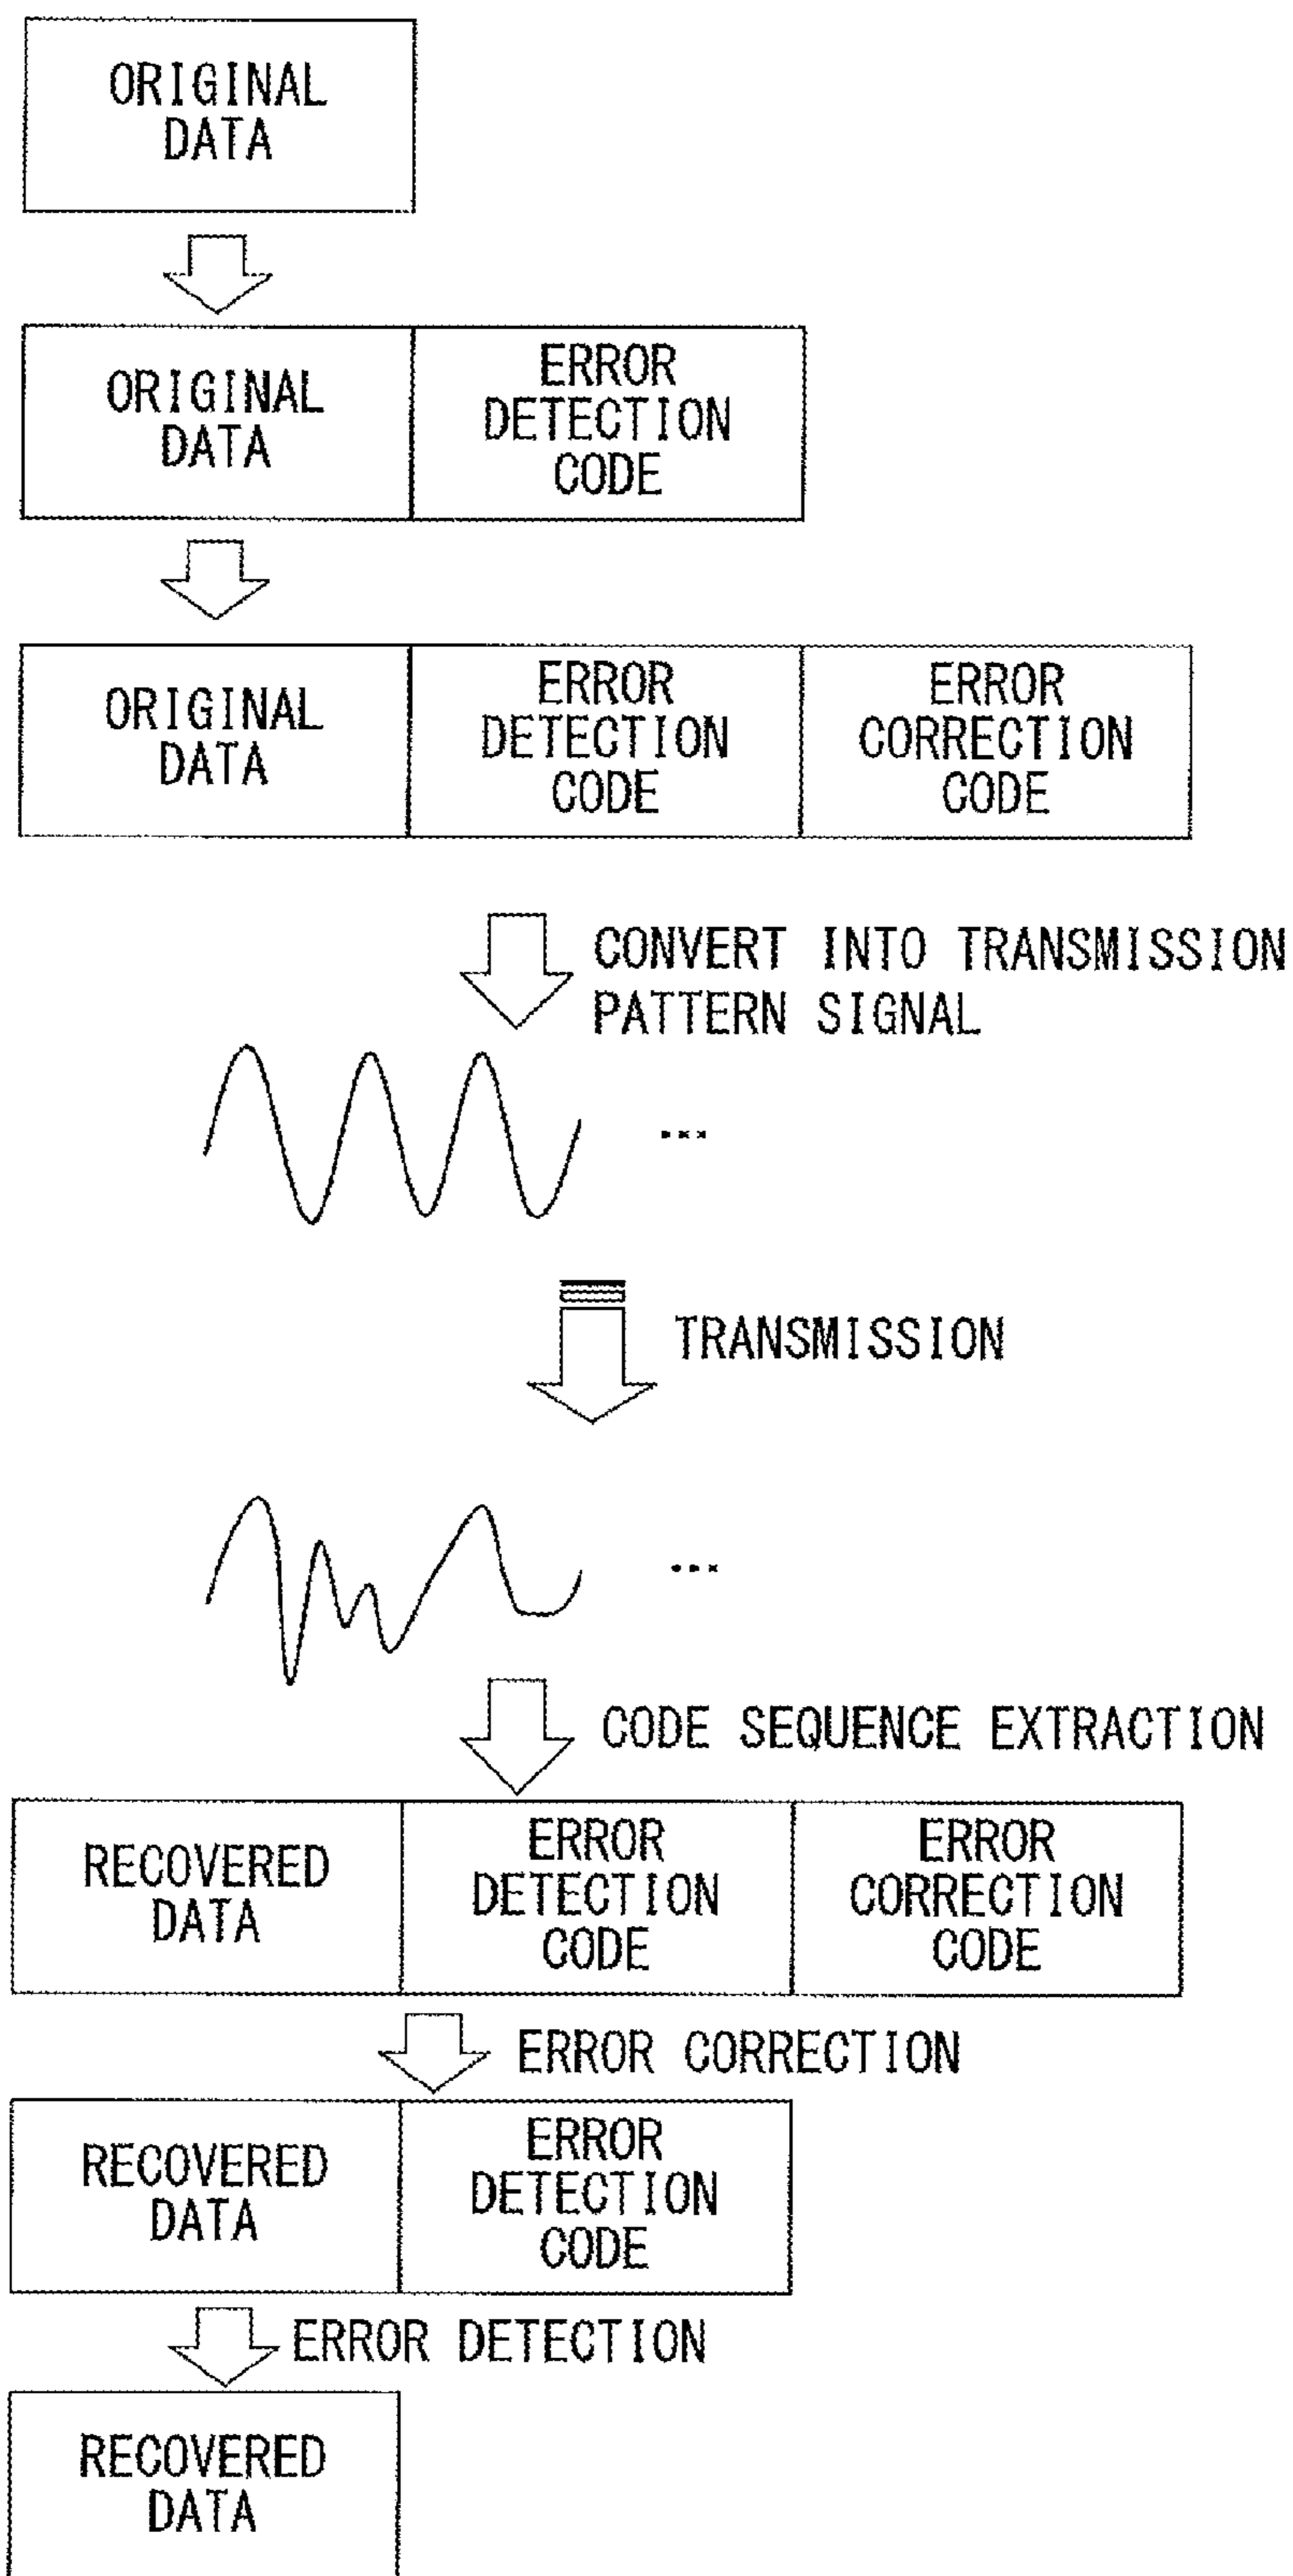 ORIGINAL
DATA
ORIGINAL
DATA
ERROR
DETECTION
CODE
ORIGINAL
DATA
ERROR
DETECTION
CODE
ERROR
CORRECTION
CODE
CONVERT INTO TRANSMISSION
PATTERN SIGNAL
...
TRANSMISSION
...
CODE SEQUENCE EXTRACTION
RECOVERED
DATA
ERROR
DETECTION
CODE
ERROR
CORRECTION
CODE
ERROR CORRECTION
RECOVERED
DATA
ERROR
DETECTION
CODE
ERROR DETECTION
RECOVERED
DATA